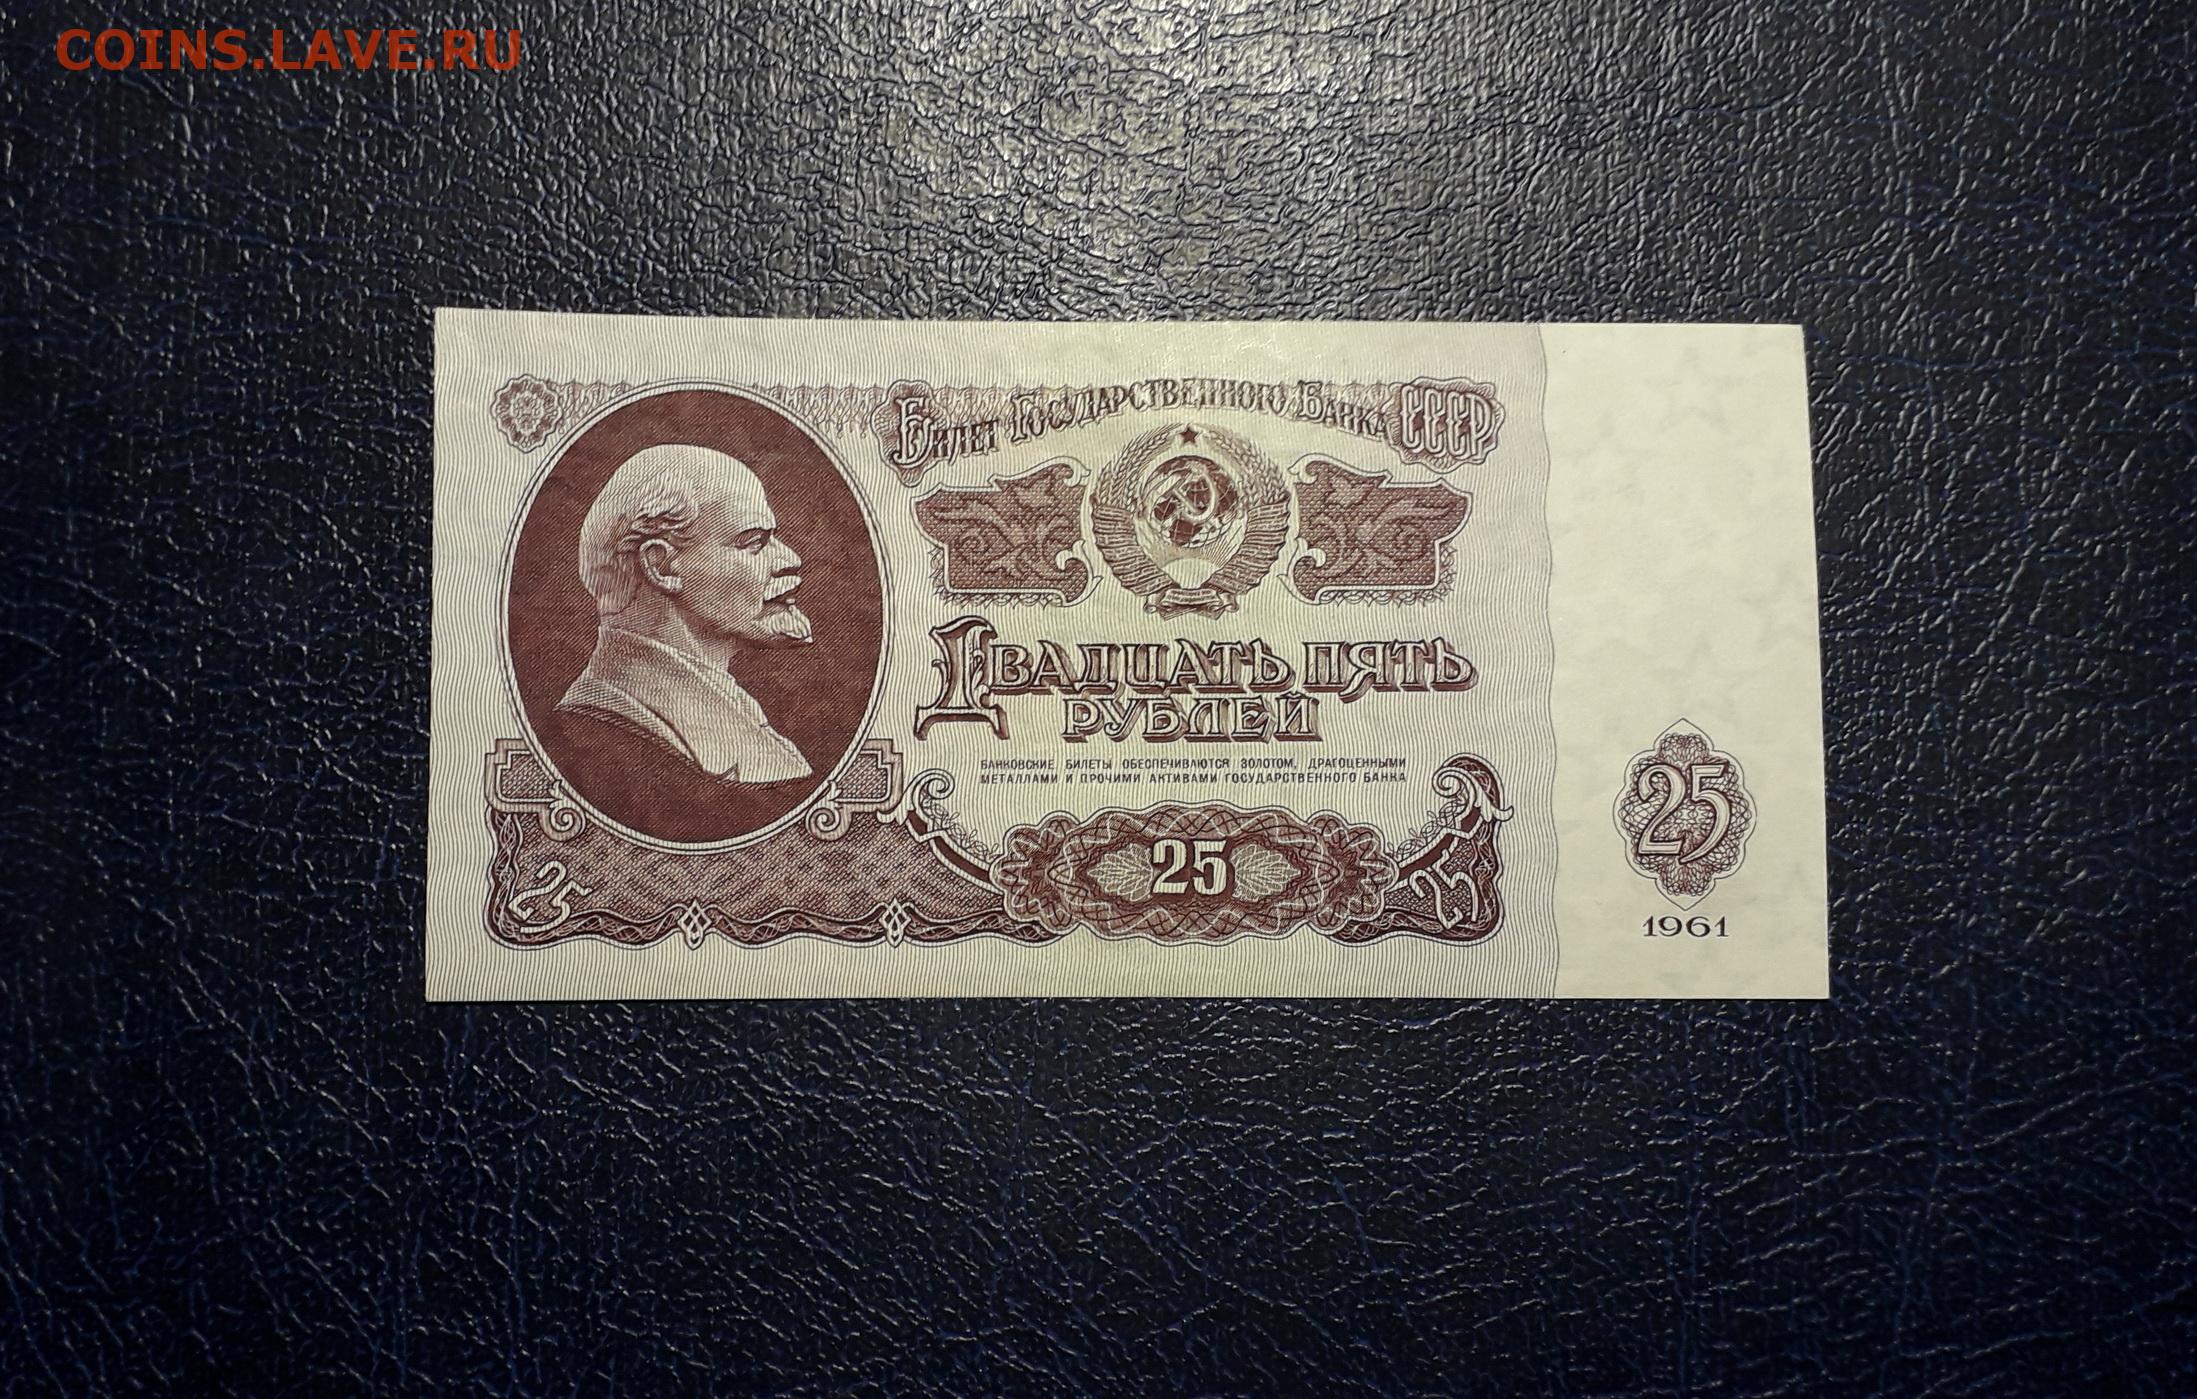 COINS.LAVE.RU
Билет Государственного Банка СССР
Двадцать пять
рублей
БАНКОВСКИЕ БИЛЕТЫ ОБЕСПЕЧИВАЮТСЯ ЗОЛОТОМ, ДРАГОЦЕННЫМИ
МЕТАЛЛАМИ И ПРОЧИМИ АКТИВАМИ ГОСУДАРСТВЕННОГО БАНКА
25
25
25
25
1961